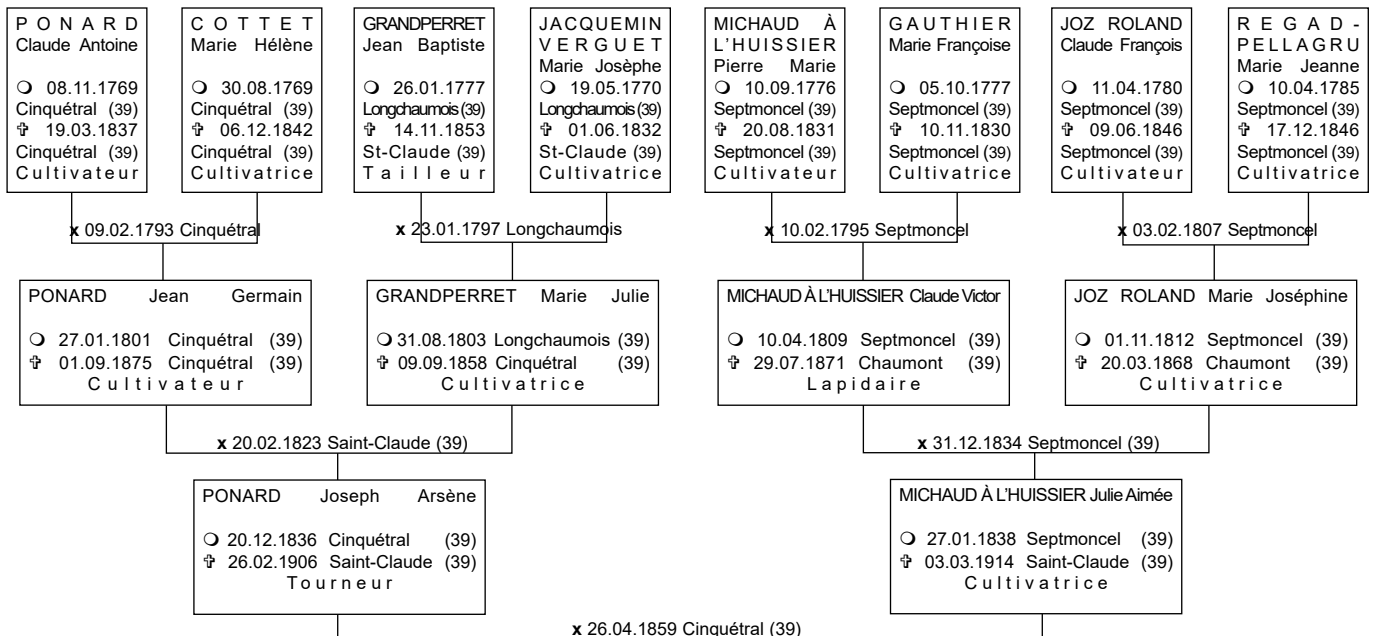 PONARD
Claude Antoine
❍ 08.11.1769
Cinquétral (39)
✞ 19.03.1837
Cinquétral (39)
Cultivateur
COTTET
Marie Hélène
❍ 30.08.1769
Cinquétral (39)
✞ 06.12.1842
Cinquétral (39)
Cultivatrice
GRANDPERRET
Jean Baptiste
❍ 26.01.1777
Longchaumois (39)
✞ 14.11.1853
St-Claude (39)
Tailleur
JACQUEMIN
VERGUET
Marie Josèphe
❍ 19.05.1770
Longchaumois (39)
✞ 01.06.1832
St-Claude (39)
Cultivatrice
MICHAUD À
L'HUISSIER
Pierre Marie
❍ 10.09.1776
Septmoncel (39)
✞ 20.08.1831
Septmoncel (39)
Cultivateur
GAUTHIER
Marie Françoise
❍ 05.10.1777
Septmoncel (39)
✞ 10.11.1830
Septmoncel (39)
Cultivatrice
JOZ ROLAND
Claude François
❍ 11.04.1780
Septmoncel (39)
✞ 09.06.1846
Septmoncel (39)
Cultivateur
REGAD-
PELLAGRU
Marie Jeanne
❍ 10.04.1785
Septmoncel (39)
✞ 17.12.1846
Septmoncel (39)
Cultivatrice
x 09.02.1793 Cinquétral
x 23.01.1797 Longchaumois
x 10.02.1795 Septmoncel
x 03.02.1807 Septmoncel
PONARD Jean Germain
❍ 27.01.1801 Cinquétral (39)
✞ 01.09.1875 Cinquétral (39)
Cultivateur
GRANDPERRET Marie Julie
❍ 31.08.1803 Longchaumois (39)
✞ 09.09.1858 Cinquétral (39)
Cultivatrice
MICHAUD À L'HUISSIER Claude Victor
❍ 10.04.1809 Septmoncel (39)
✞ 29.07.1871 Chaumont (39)
Lapidaire
JOZ ROLAND Marie Joséphine
❍ 01.11.1812 Septmoncel (39)
✞ 20.03.1868 Chaumont (39)
Cultivatrice
x 20.02.1823 Saint-Claude (39)
x 31.12.1834 Septmoncel (39)
PONARD Joseph Arsène
❍ 20.12.1836 Cinquétral (39)
✞ 26.02.1906 Saint-Claude (39)
Tourneur
MICHAUD À L'HUISSIER Julie Aimée
❍ 27.01.1838 Septmoncel (39)
✞ 03.03.1914 Saint-Claude (39)
Cultivatrice
x 26.04.1859 Cinquétral (39)